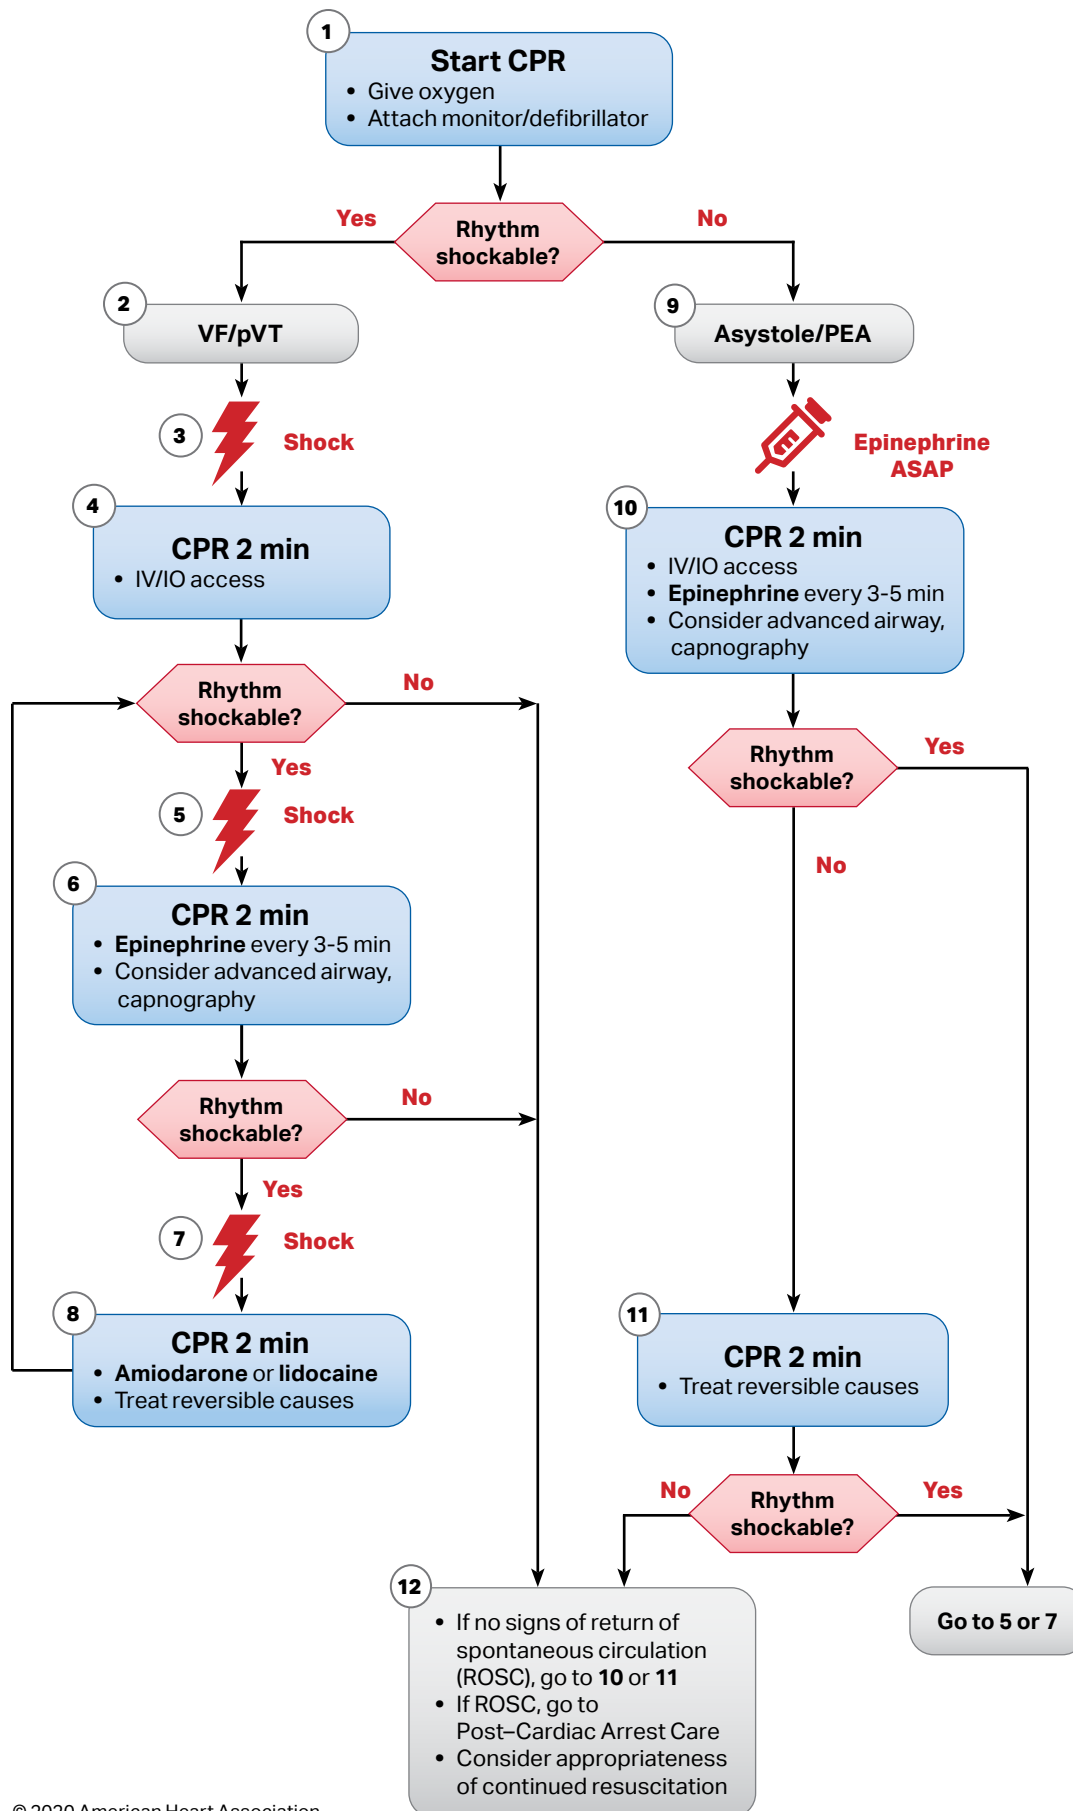 1
Start CPR
• Give oxygen
• Attach monitor/defibrillator
Rhythm
shockable?
Yes
No
2
VF/pVT
3
Shock
4
CPR 2 min
• IV/IO access
Rhythm
shockable?
No
Yes
5
Shock
6
CPR 2 min
• Epinephrine every 3-5 min
• Consider advanced airway,
capnography
Rhythm
shockable?
No
Yes
7
Shock
8
CPR 2 min
• Amiodarone or lidocaine
• Treat reversible causes
9
Asystole/PEA
Epinephrine
ASAP
10
CPR 2 min
• IV/IO access
• Epinephrine every 3-5 min
• Consider advanced airway,
capnography
Rhythm
shockable?
Yes
No
11
CPR 2 min
• Treat reversible causes
Rhythm
shockable?
No
Yes
12
• If no signs of return of
spontaneous circulation
(ROSC), go to 10 or 11
• If ROSC, go to
Post–Cardiac Arrest Care
• Consider appropriateness
of continued resuscitation
Go to 5 or 7
© 2020 American Heart Association